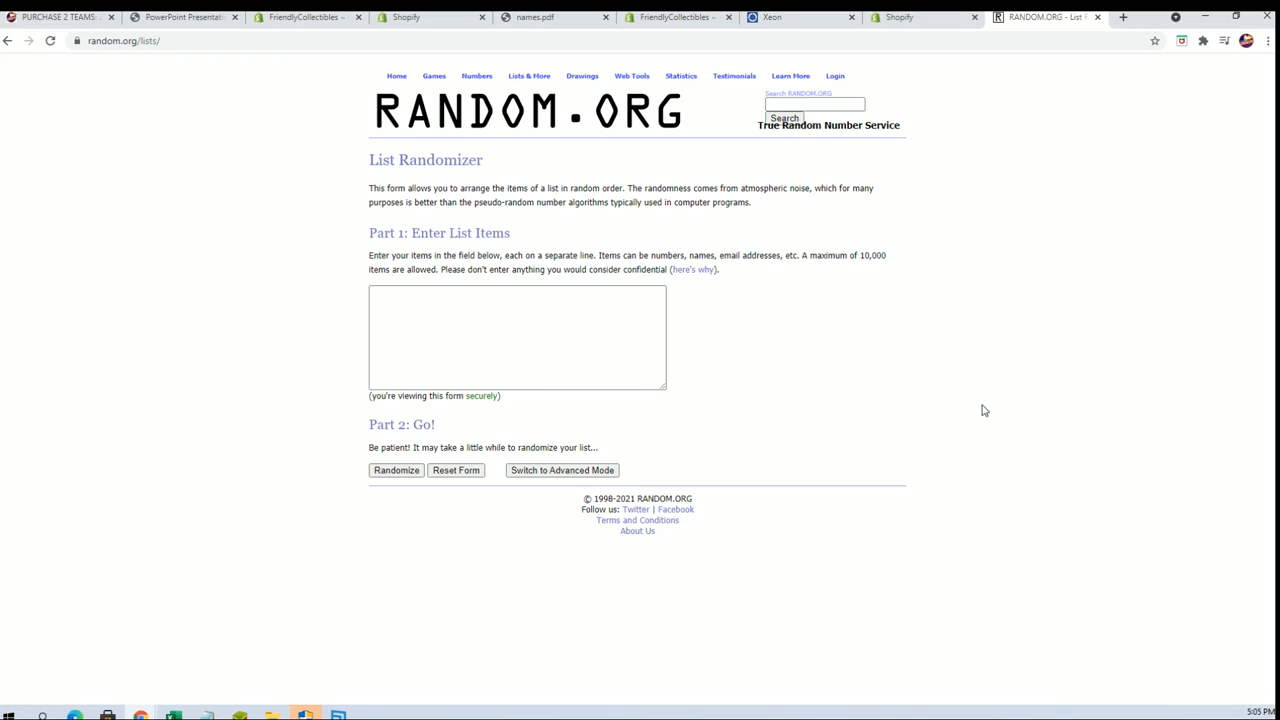 PURCHASE 2 TEAMS:
PowerPoint Presentati
FriendlyCollectibles –
Shopify
names.pdf
FriendlyCollectibles –
Xeon
Shopify
RANDOM.ORG - List R
random.org/lists/
Home Games Numbers Lists & More Drawings Web Tools Statistics Testimonials Learn More Login
RANDOM.ORG
Search RANDOM.ORG
Search
True Random Number Service
List Randomizer
This form allows you to arrange the items of a list in random order. The randomness comes from atmospheric noise, which for many
purposes is better than the pseudo-random number algorithms typically used in computer programs.
Part 1: Enter List Items
Enter your items in the field below, each on a separate line. Items can be numbers, names, email addresses, etc. A maximum of 10,000
items are allowed. Please don't enter anything you would consider confidential (here's why).
(you're viewing this form securely)
Part 2: Go!
Be patient! It may take a little while to randomize your list...
Randomize Reset Form Switch to Advanced Mode
© 1998-2021 RANDOM.ORG
Follow us: Twitter | Facebook
Terms and Conditions
About Us
5:05 PM